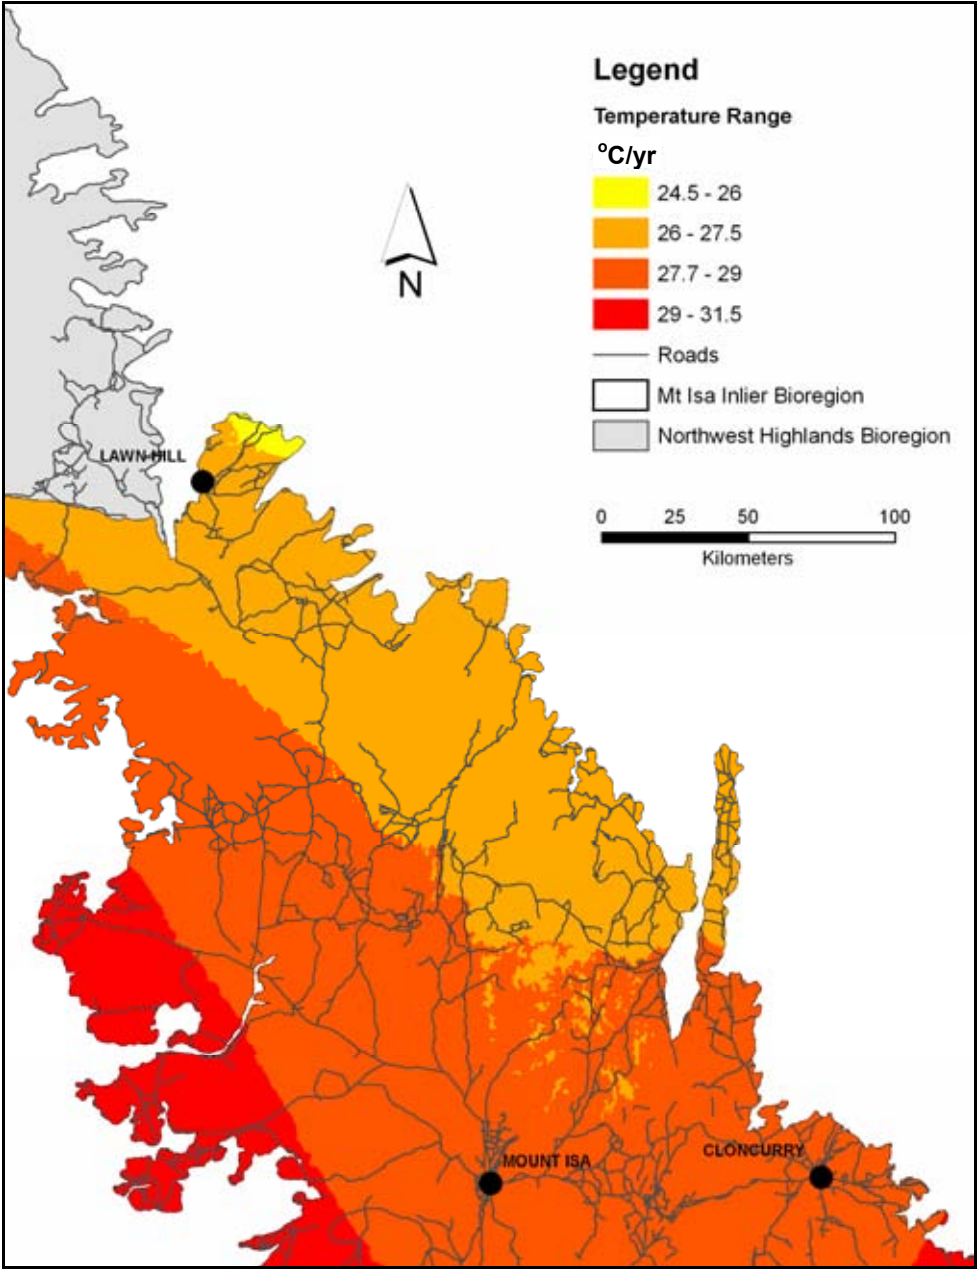 Legend
Temperature Range
°C/yr
24.5 - 26
26 - 27.5
27.7 - 29
29 - 31.5
Roads
Mt Isa Inlier Bioregion
Northwest Highlands Bioregion
N
LAWN HILL
0 25 50 100
Kilometers
MOUNT ISA
CLONCURRY